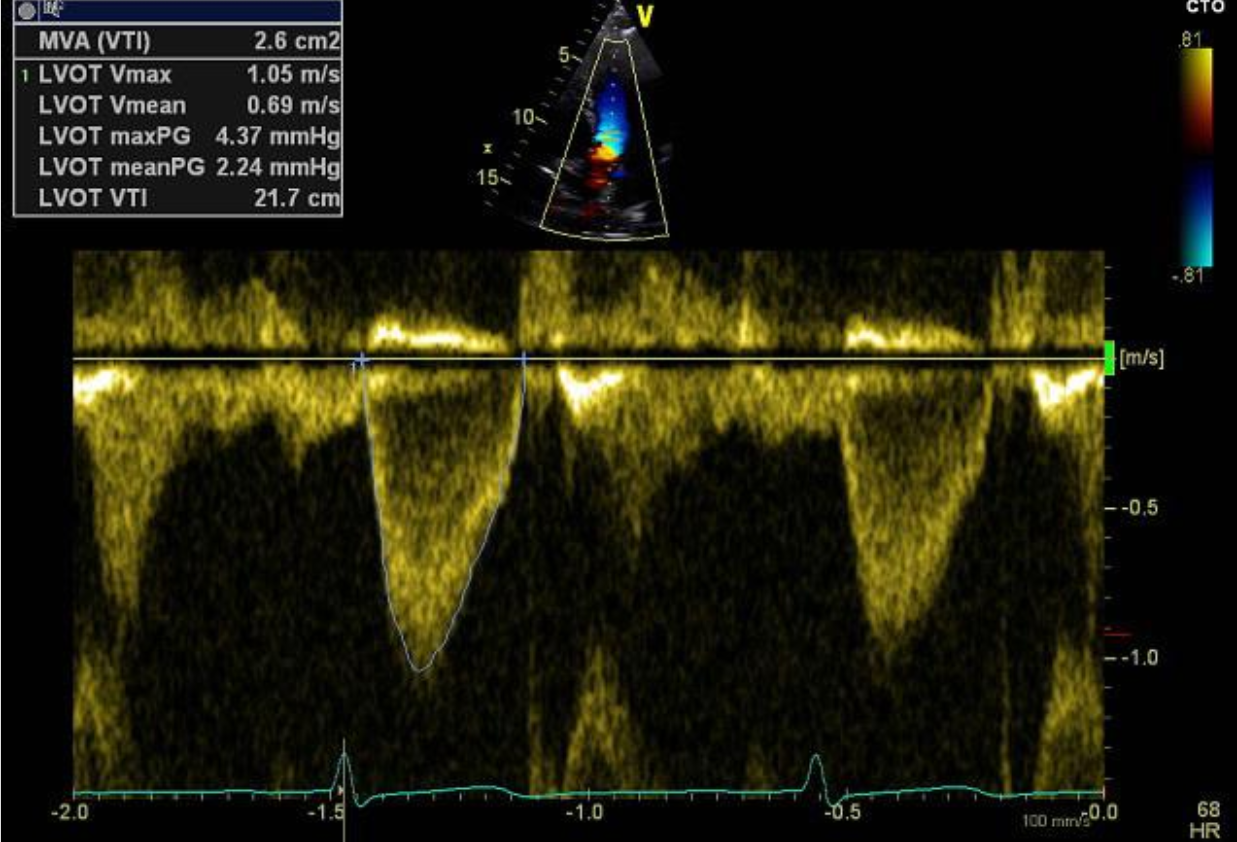 MVA (VTI) 2.6 cm2
1 LVOT Vmax 1.05 m/s
LVOT Vmean 0.69 m/s
LVOT maxPG 4.37 mmHg
LVOT meanPG 2.24 mmHg
LVOT VTI 21.7 cm
V
5
10
x
15
CTO
.81
-.81
1
[m/s]
-0.5
-1.0
-2.0 -1.5 -1.0 -0.5 -0.0
100 mm/s
68
HR